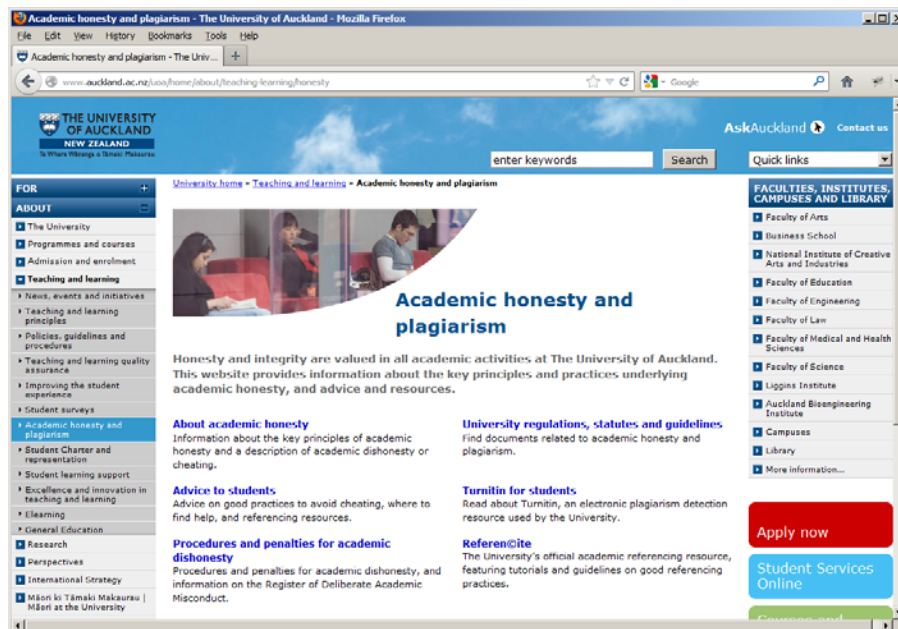 Academic honesty and plagiarism - The University of Auckland - Mozilla Firefox
File Edit View History Bookmarks Tools Help
Academic honesty and plagiarism - The Univ... +
www.auckland.ac.nz/uoa/home/about/teaching-learning/honesty
Google
THE UNIVERSITY
OF AUCKLAND
NEW ZEALAND
Te Whare Wānanga o Tāmaki Makaurau
AskAuckland Contact us
enter keywords Search Quick links
FOR +
ABOUT
The University
Programmes and courses
Admission and enrolment
Teaching and learning
News, events and initiatives
Teaching and learning
principles
Policies, guidelines and
procedures
Teaching and learning quality
assurance
Improving the student
experience
Student surveys
Academic honesty and
plagiarism
Student Charter and
representation
Student learning support
Excellence and innovation in
teaching and learning
Elearning
General Education
Research
Perspectives
International Strategy
Māori ki Tāmaki Makaurau |
Māori at the University
University home - Teaching and learning - Academic honesty and plagiarism
Academic honesty and
plagiarism
Honesty and integrity are valued in all academic activities at The University of Auckland.
This website provides information about the key principles and practices underlying
academic honesty, and advice and resources.
About academic honesty
Information about the key principles of academic
honesty and a description of academic dishonesty or
cheating.
Advice to students
Advice on good practices to avoid cheating, where to
find help, and referencing resources.
Procedures and penalties for academic
dishonesty
Procedures and penalties for academic dishonesty, and
information on the Register of Deliberate Academic
Misconduct.
University regulations, statutes and guidelines
Find documents related to academic honesty and
plagiarism.
Turnitin for students
Read about Turnitin, an electronic plagiarism detection
resource used by the University.
Referen©ite
The University's official academic referencing resource,
featuring tutorials and guidelines on good referencing
practices.
FACULTIES, INSTITUTES,
CAMPUSES AND LIBRARY
Faculty of Arts
Business School
National Institute of Creative
Arts and Industries
Faculty of Education
Faculty of Engineering
Faculty of Law
Faculty of Medical and Health
Sciences
Faculty of Science
Liggins Institute
Auckland Bioengineering
Institute
Campuses
Library
More information...
Apply now
Student Services
Online
Courses and